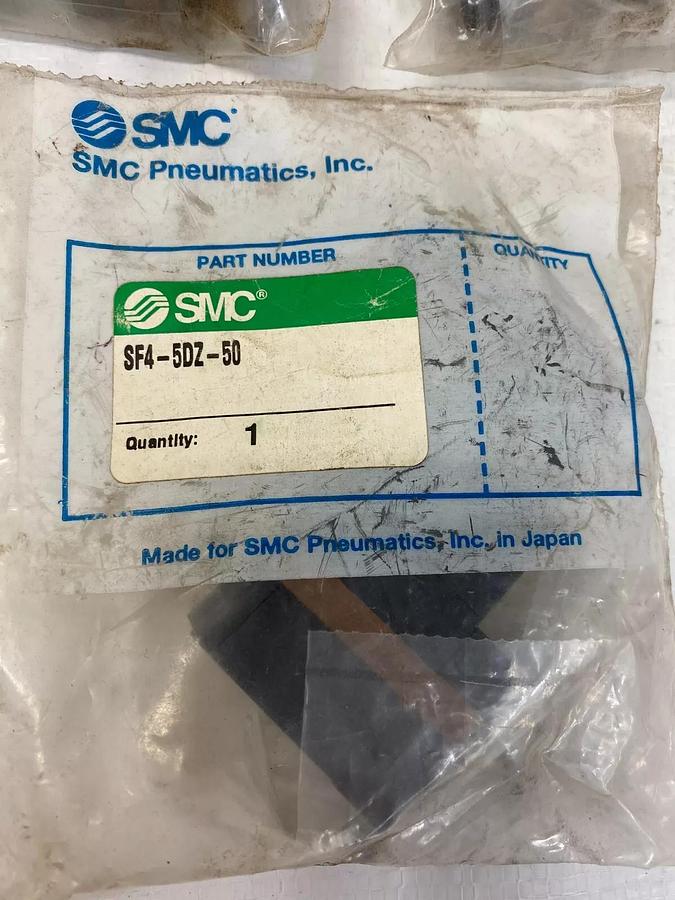 SMC
SMC Pneumatics, Inc.
PART NUMBER
QUANTITY
SMC®
SF4-5DZ-50
Quantity: 1
Made for SMC Pneumatics, Inc. in Japan